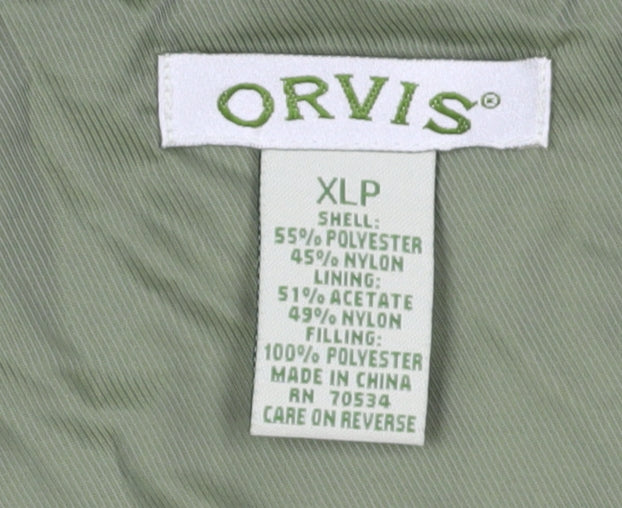 ORVIS®
XLP
SHELL:
55% POLYESTER
45% NYLON
LINING:
51% ACETATE
49% NYLON
FILLING:
100% POLYESTER
MADE IN CHINA
RN 70534
CARE ON REVERSE